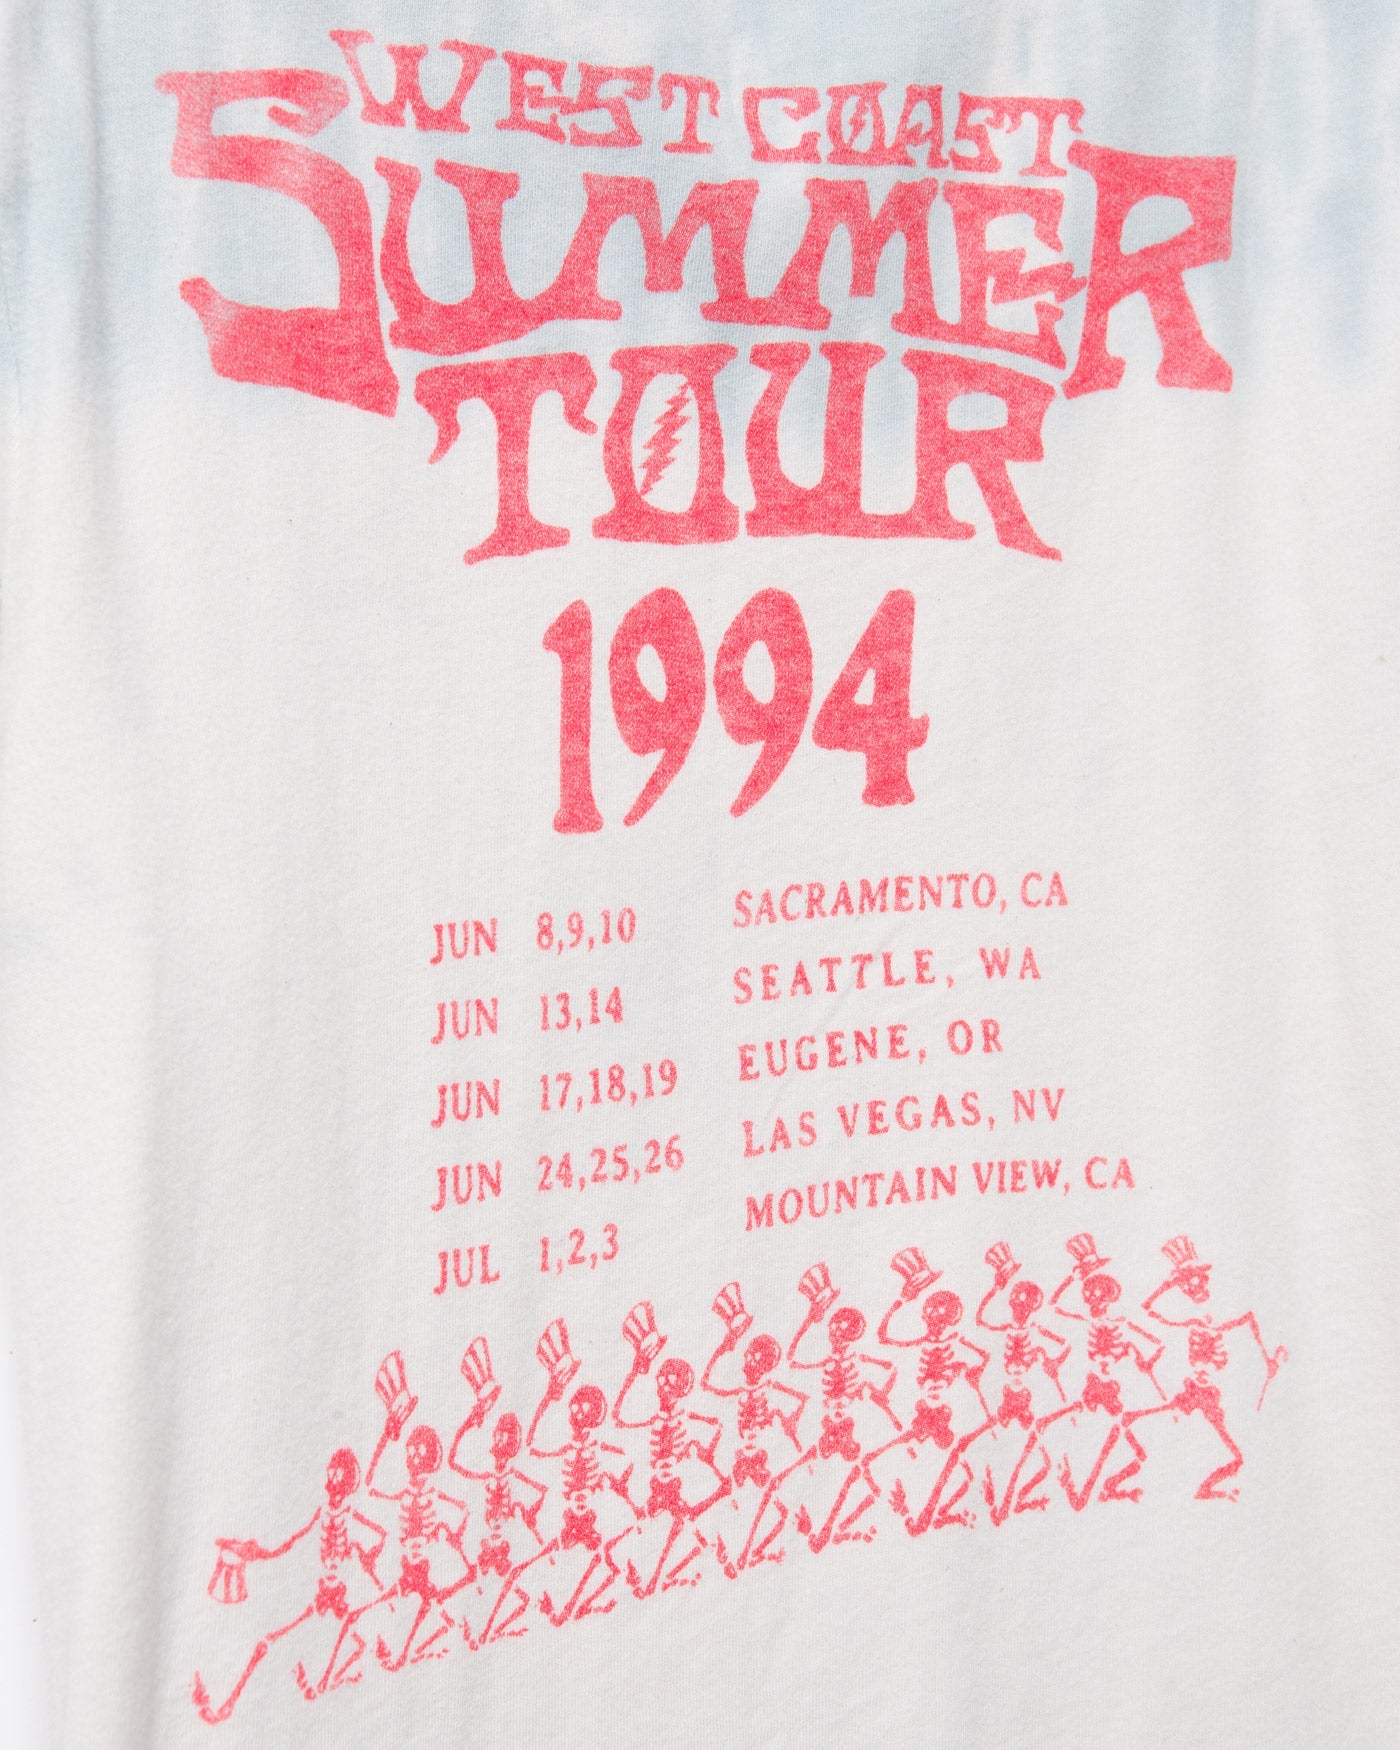 WEST COAST
SUMMER
TOUR
1994
JUN 8,9,10 SACRAMENTO, CA
JUN 13,14 SEATTLE, WA
JUN 17,18,19 EUGENE, OR
JUN 24,25,26 LAS VEGAS, NV
JUL 1,2,3 MOUNTAIN VIEW, CA